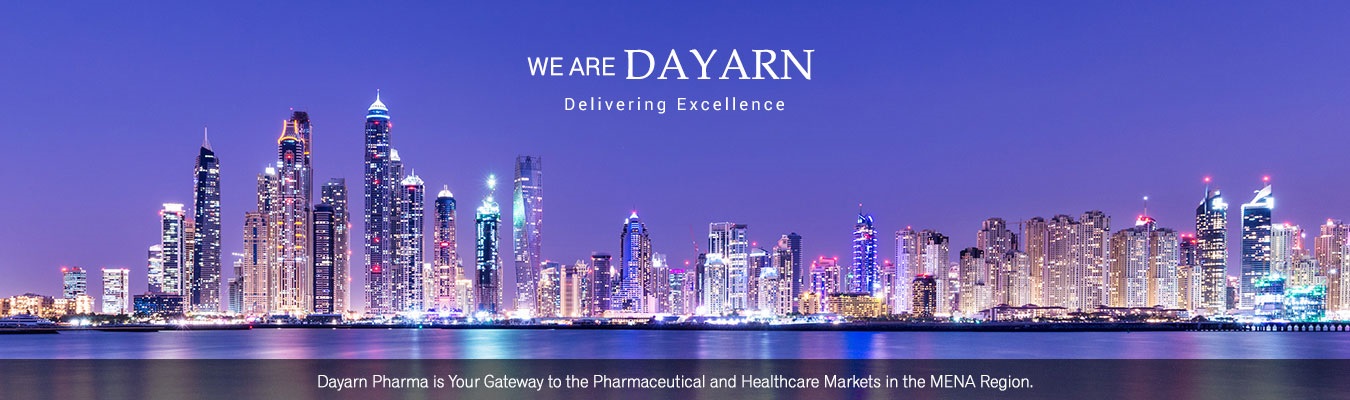 WE ARE DAYARN
Delivering Excellence
Dayarn Pharma is Your Gateway to the Pharmaceutical and Healthcare Markets in the MENA Region.